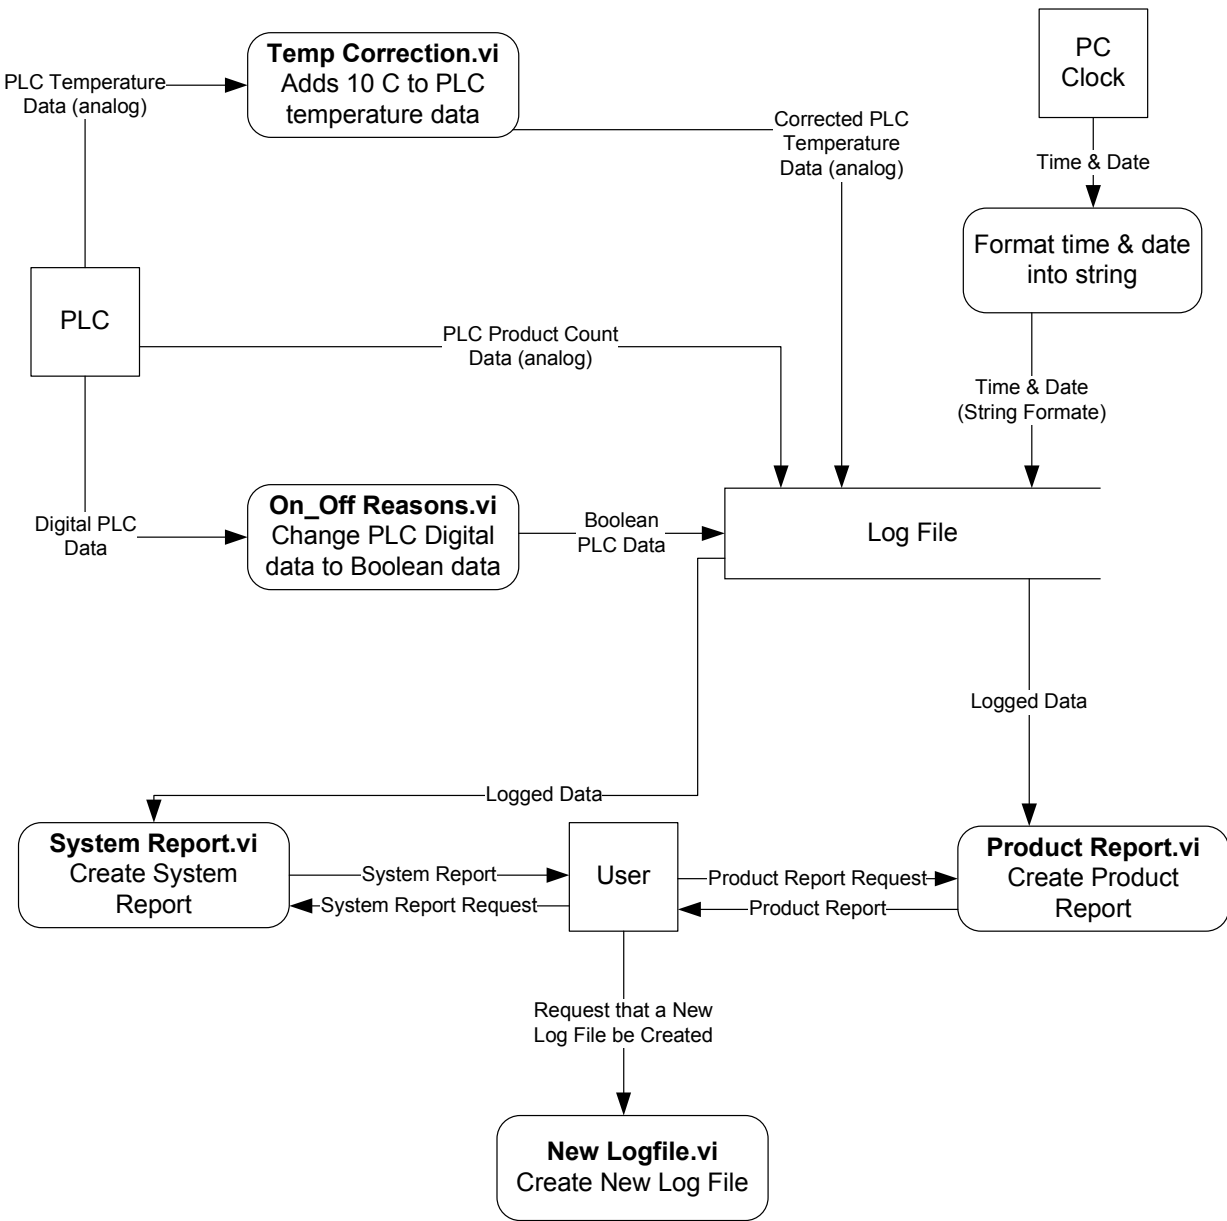 Temp Correction.vi
Adds 10 C to PLC
temperature data
PC
Clock
PLC Temperature
Data (analog)
Corrected PLC
Temperature
Data (analog)
Time & Date
Format time & date
into string
PLC
PLC Product Count
Data (analog)
Time & Date
(String Formate)
On_Off Reasons.vi
Change PLC Digital
data to Boolean data
Digital PLC
Data
Boolean
PLC Data
Log File
Logged Data
Logged Data
System Report.vi
Create System
Report
System Report
System Report Request
User
Product Report Request
Product Report
Product Report.vi
Create Product
Report
Request that a New
Log File be Created
New Logfile.vi
Create New Log File